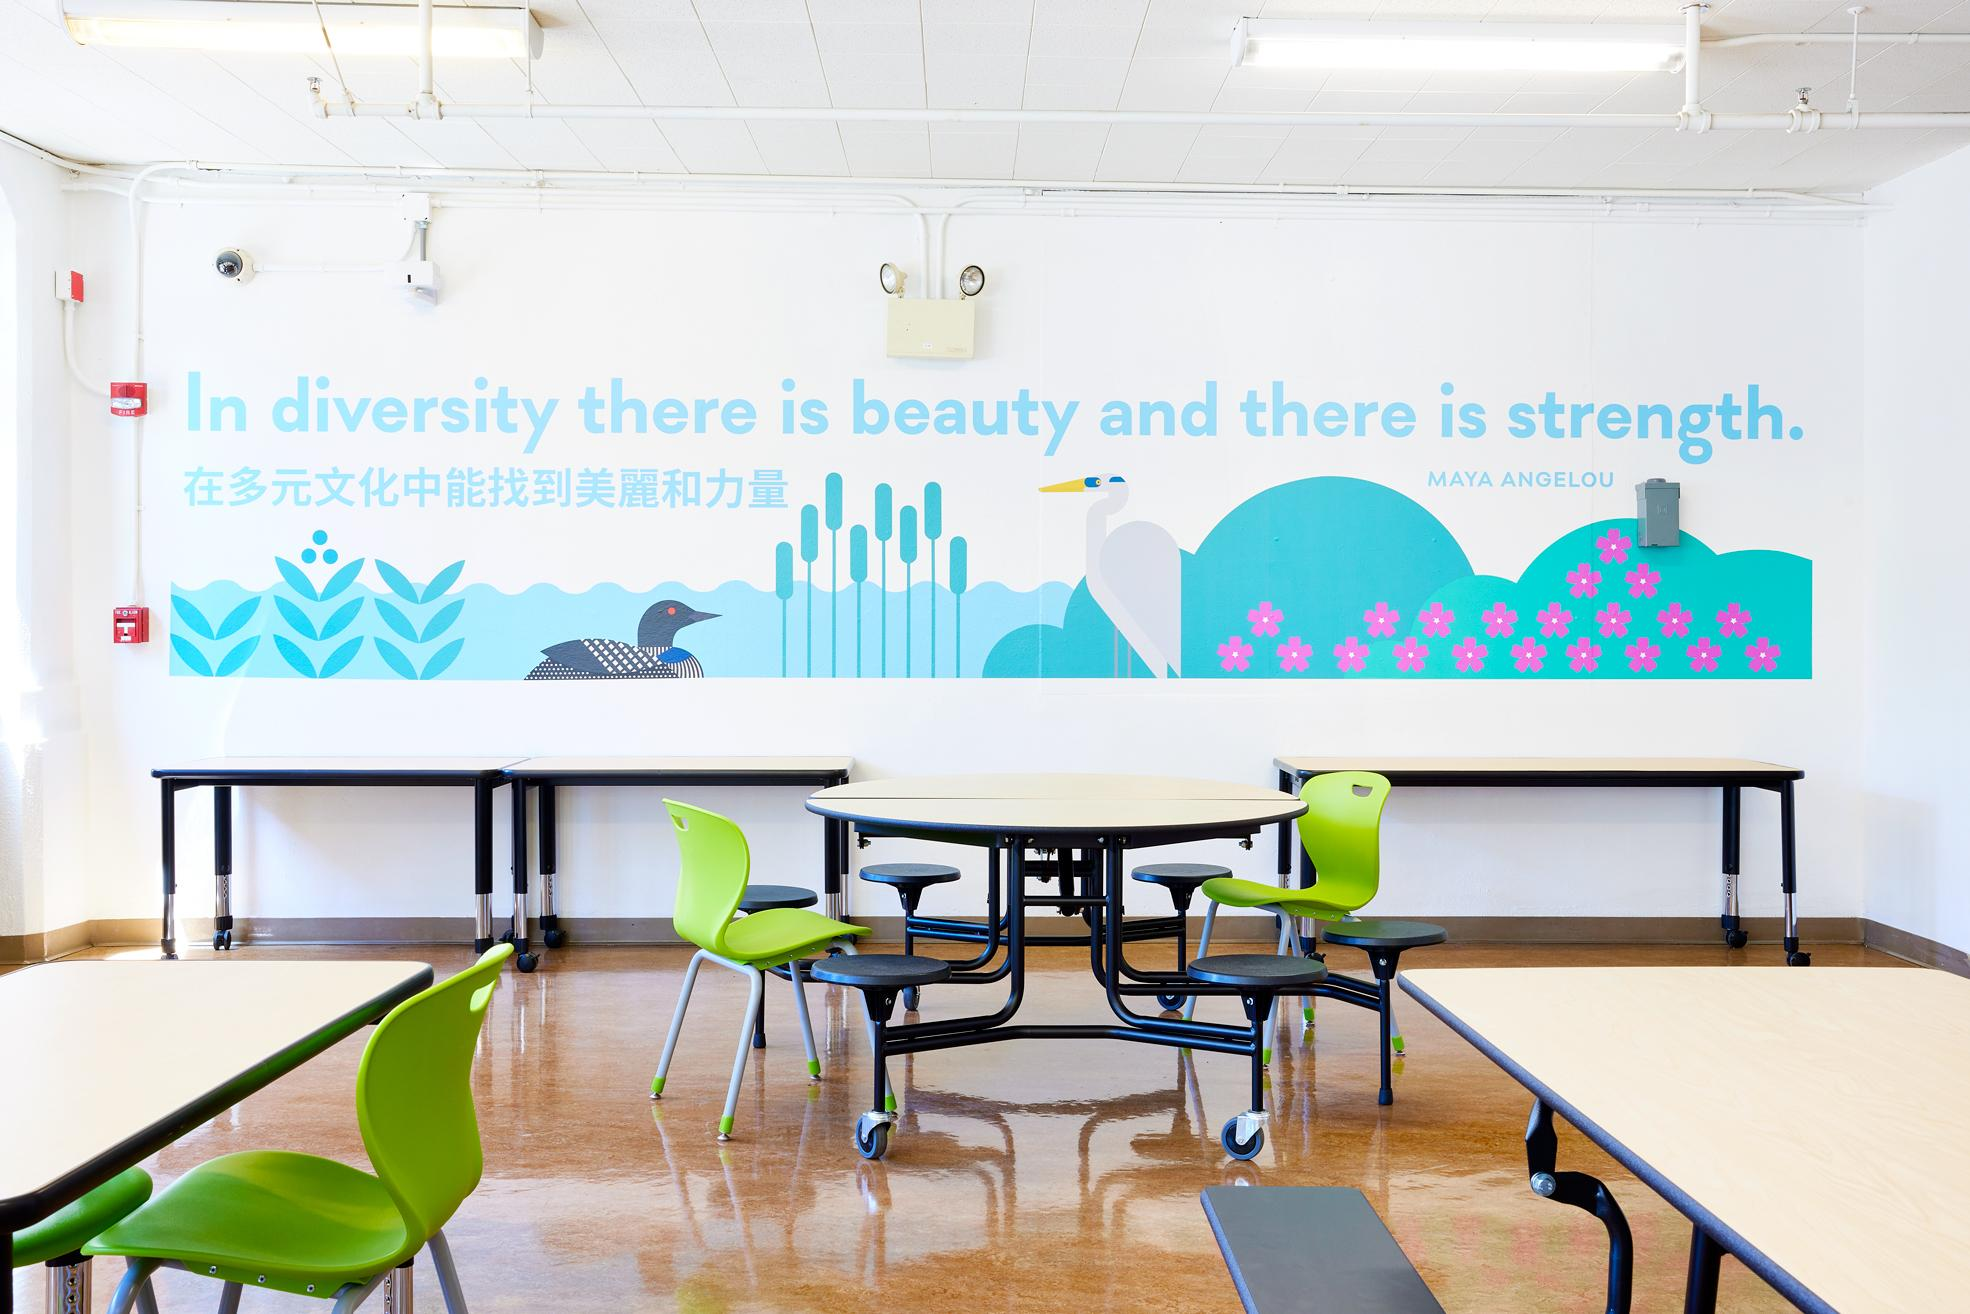 In diversity there is beauty and there is strength.
在多元文化中能找到美麗和力量
MAYA ANGELOU
FIRE